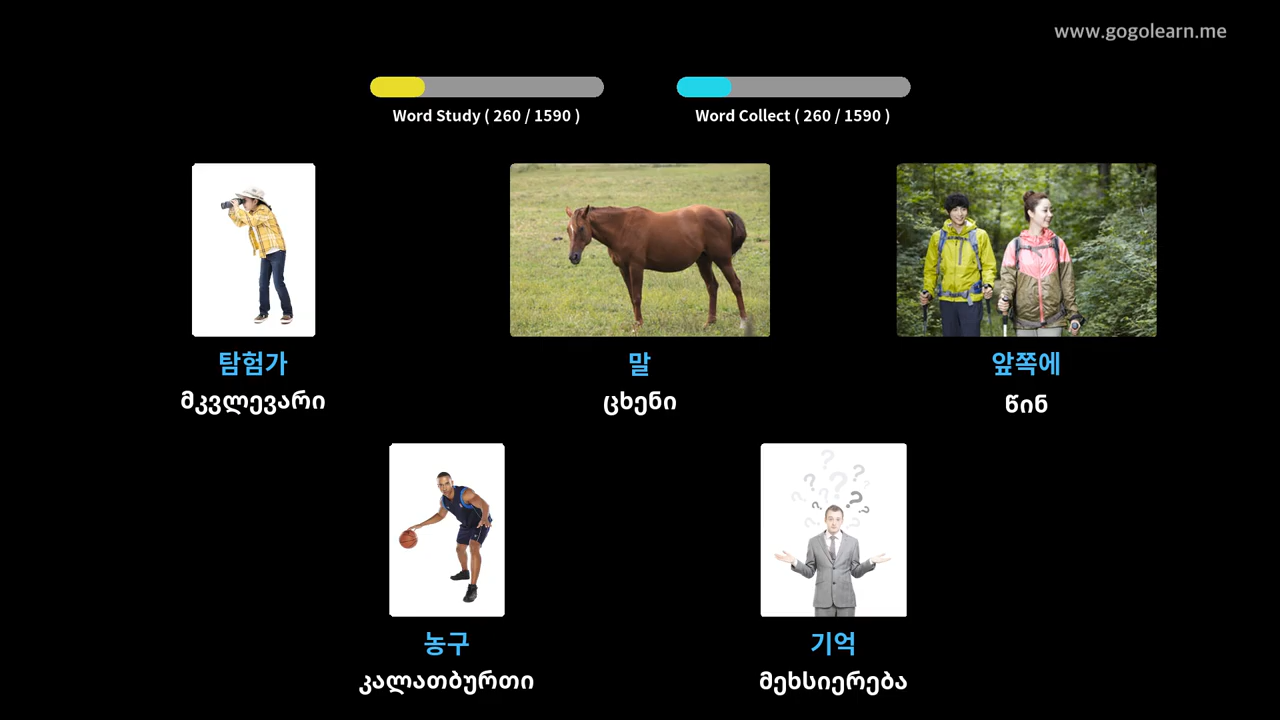 www.gogolearn.me
Word Study ( 260 / 1590 )
Word Collect ( 260 / 1590 )
탐험가
말
앞쪽에
მკვლევარი
ცხენი
წინ
농구
기억
კალათბურთი
მეხსიერება